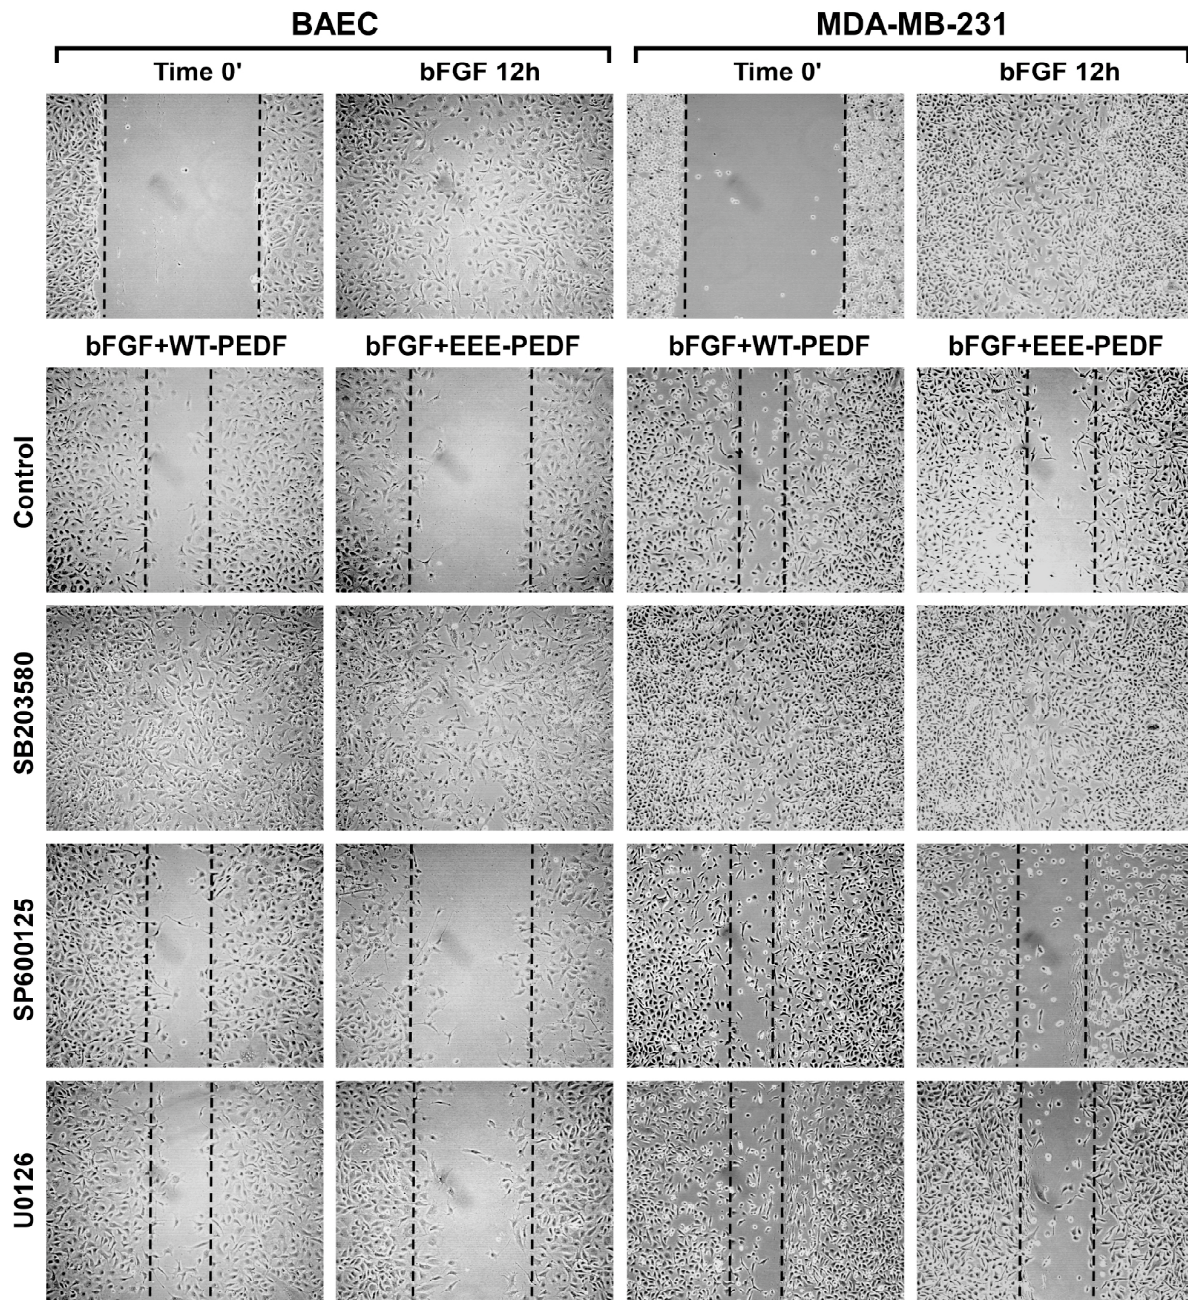 BAEC
MDA-MB-231
Time 0'
bFGF 12h
Time 0'
bFGF 12h
bFGF+WT-PEDF
bFGF+EEE-PEDF
bFGF+WT-PEDF
bFGF+EEE-PEDF
Control
SB203580
SP600125
U0126